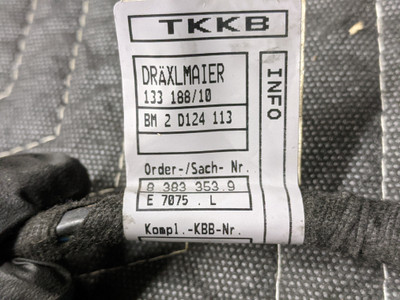 TKKB
DRÄXLMAIER
133 188/10
BM 2 D124 113
INFO
Order-/Sach- Nr.
8 383 353.9
E 7075 . L
Kompl.-KBB-Nr.